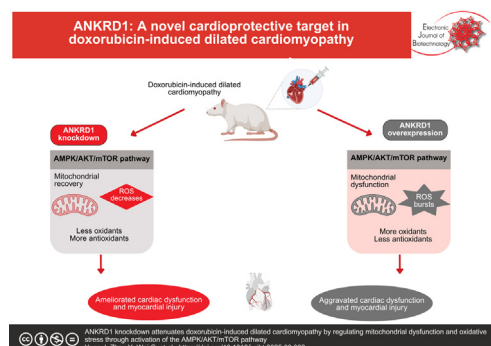 ANKRD1: A novel cardioprotective target in
doxorubicin-induced dilated cardiomyopathy
Electronic
Journal of
Biotechnology
Doxorubicin-induced dilated
cardiomyopathy
ANKRD1
knockdown
ANKRD1
overexpression
AMPK/AKT/mTOR pathway
Mitochondrial
recovery
ROS
decreases
Less oxidants
More antioxidants
AMPK/AKT/mTOR pathway
Mitochondrial
dysfunction
ROS
bursts
More oxidants
Less antioxidants
Ameliorated cardiac dysfunction
and myocardial injury
Aggravated cardiac dysfunction
and myocardial injury
ANKRD1 knockdown attenuates doxorubicin-induced dilated cardiomyopathy by regulating mitochondrial dysfunction and oxidative
stress through activation of the AMPK/AKT/mTOR pathway